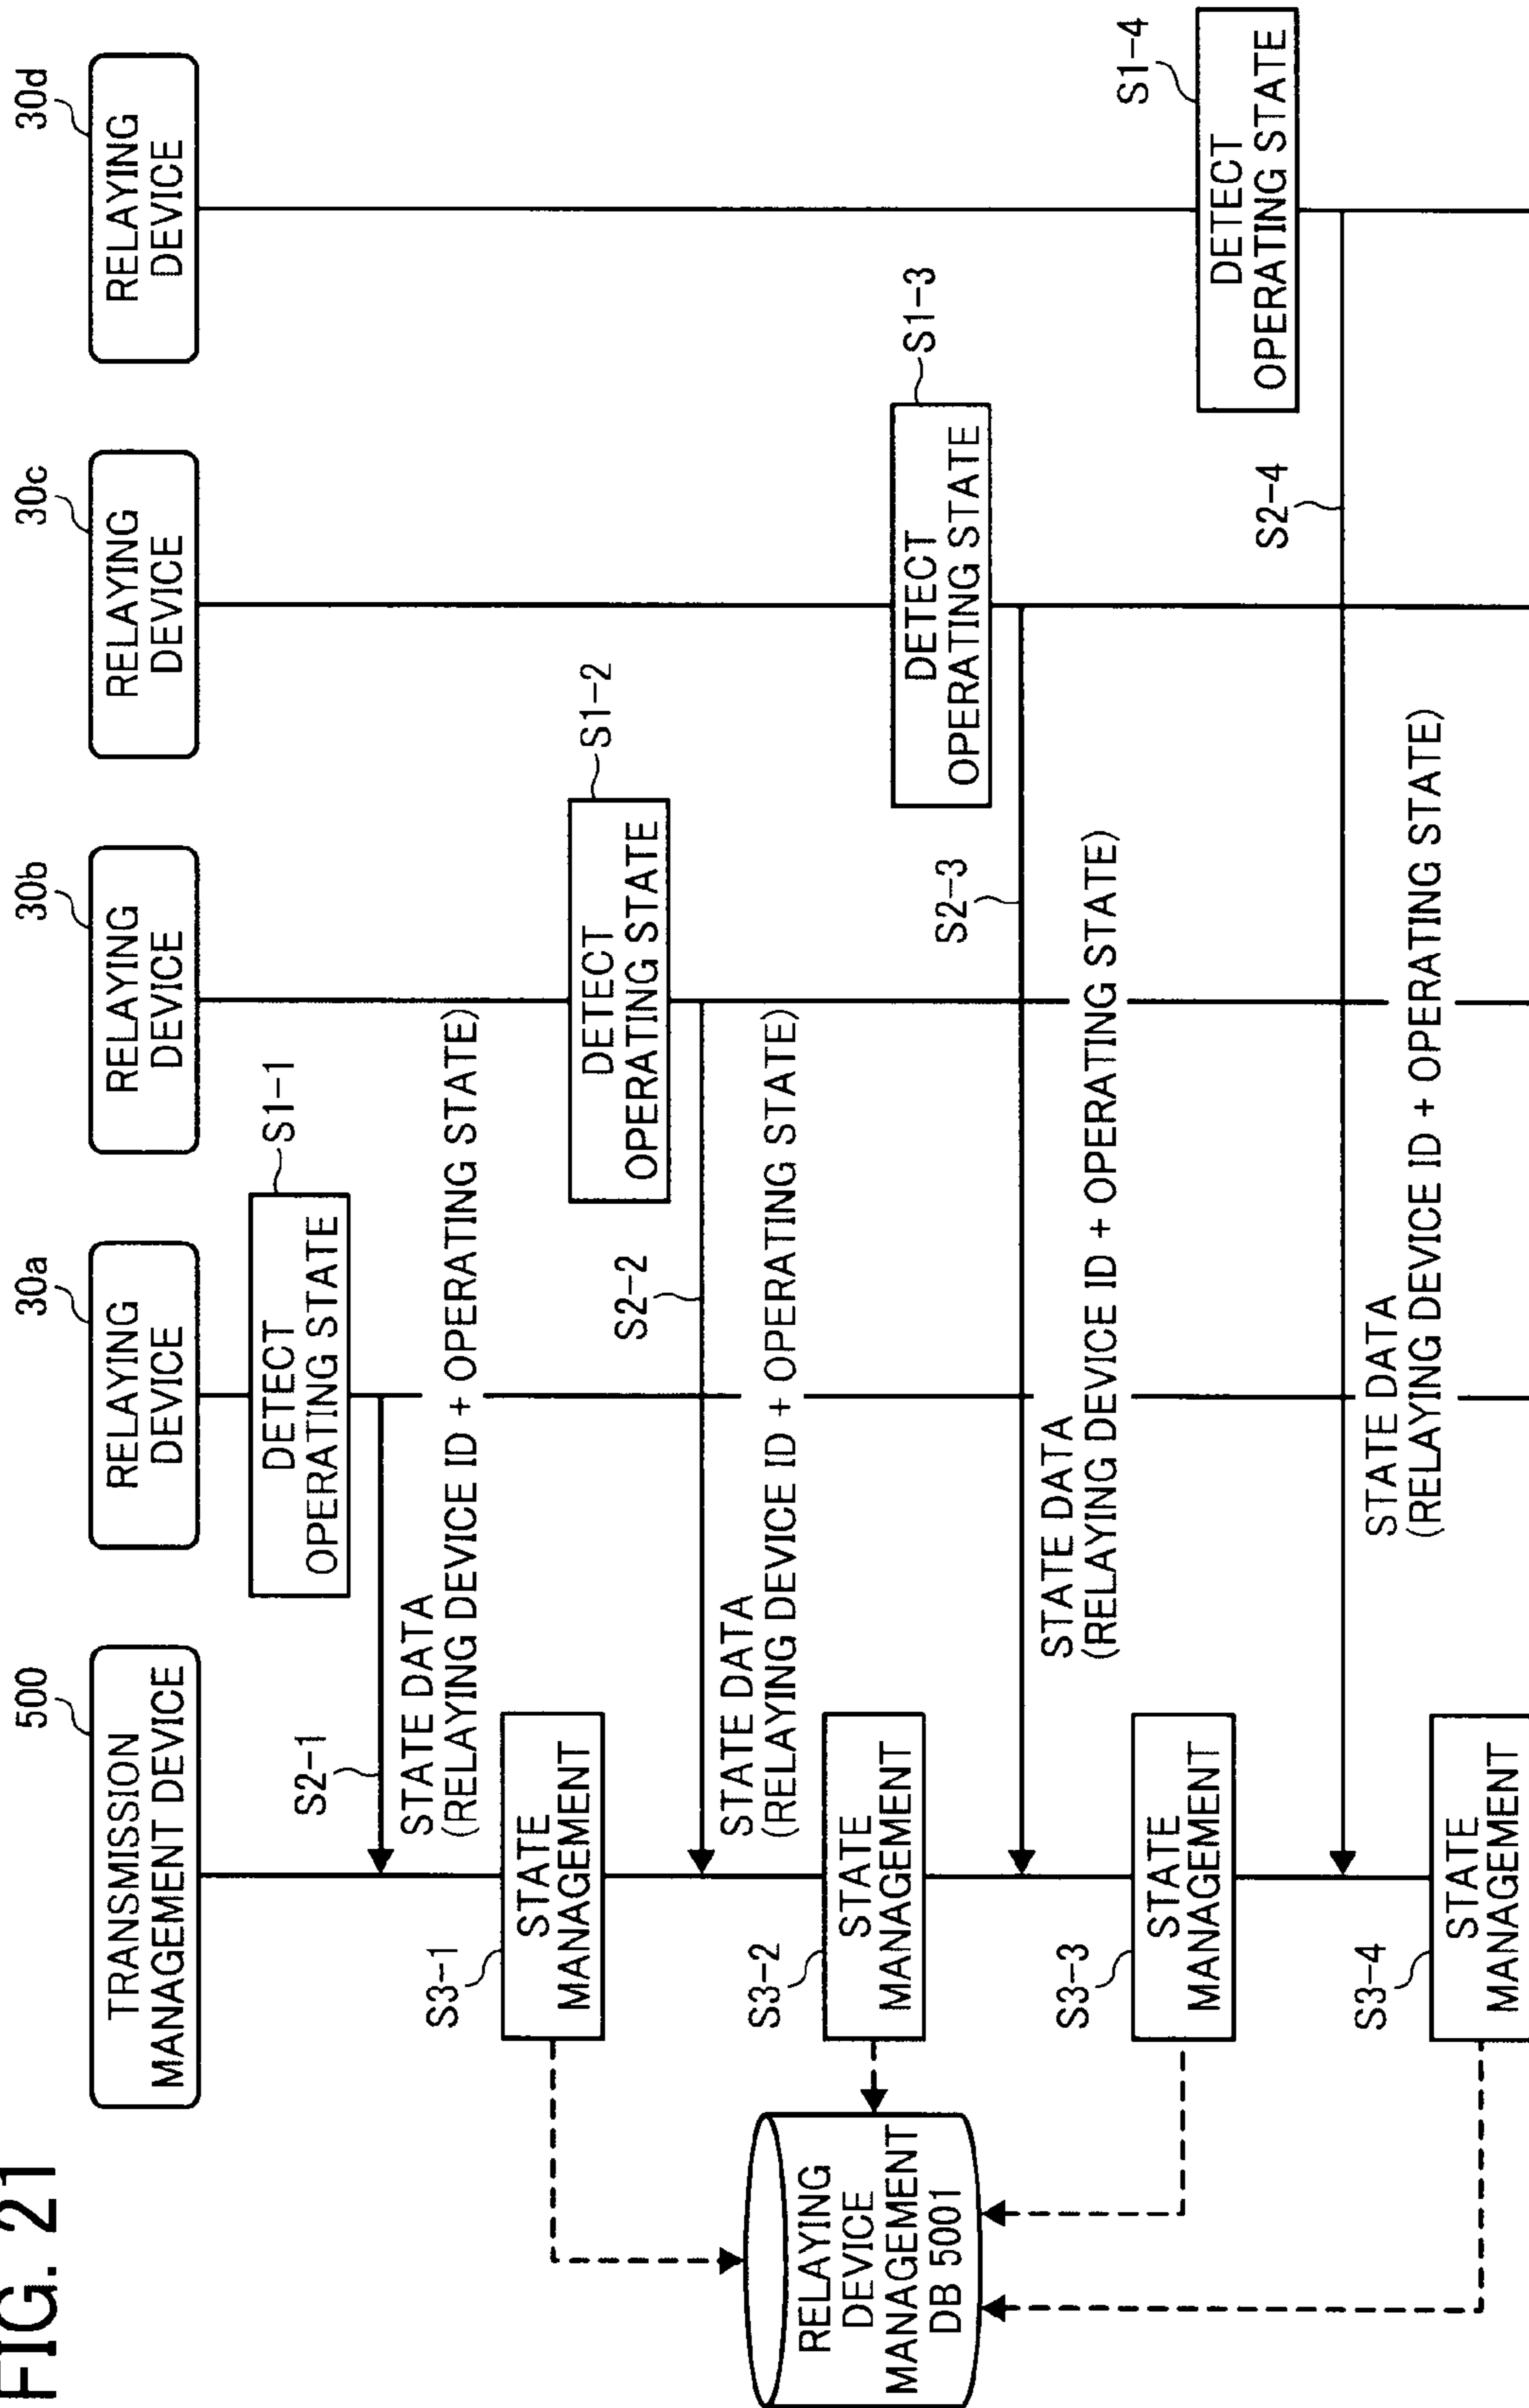 FIG. 21
500
TRANSMISSION
MANAGEMENT DEVICE
30a
RELAYING
DEVICE
30b
RELAYING
DEVICE
30c
RELAYING
DEVICE
30d
RELAYING
DEVICE
DETECT
OPERATING STATE
S1-1
S2-1
STATE DATA
(RELAYING DEVICE ID + OPERATING STATE)
S3-1
STATE
MANAGEMENT
DETECT
OPERATING STATE
S1-2
S2-2
STATE DATA
(RELAYING DEVICE ID + OPERATING STATE)
S3-2
STATE
MANAGEMENT
RELAYING
DEVICE
MANAGEMENT
DB 5001
DETECT
OPERATING STATE
S1-3
S2-3
STATE DATA
(RELAYING DEVICE ID + OPERATING STATE)
S3-3
STATE
MANAGEMENT
DETECT
OPERATING STATE
S1-4
S2-4
STATE DATA
(RELAYING DEVICE ID + OPERATING STATE)
S3-4
STATE
MANAGEMENT